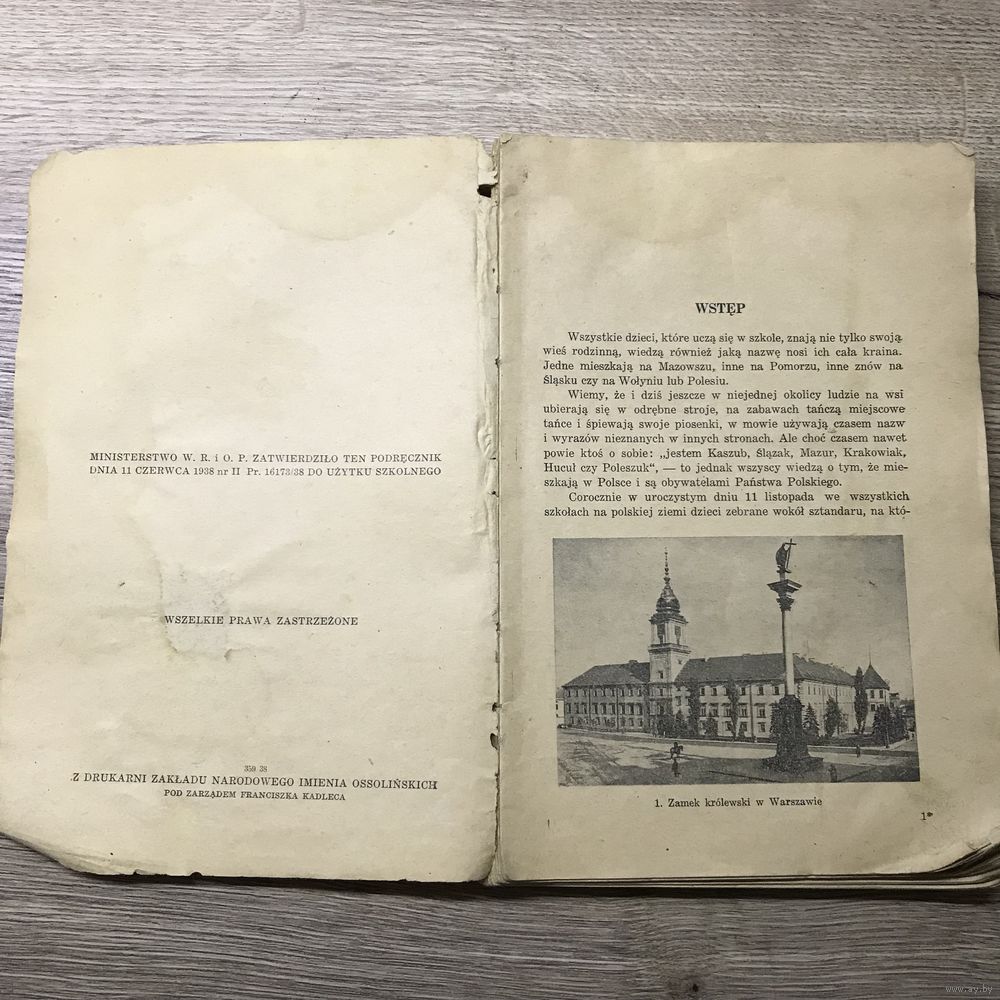 MINISTERSTWO W. R. i O. P. ZATWIERDZIŁO TEN PODRĘCZNIK
DNIA 11 CZERWCA 1938 nr II Pr. 16173/38 DO UŻYTKU SZKOLNEGO
WSZELKIE PRAWA ZASTRZEŻONE
359 38
Z DRUKARNI ZAKŁADU NARODOWEGO IMIENIA OSSOLIŃSKICH
POD ZARZĄDEM FRANCISZKA KADLECA
WSTĘP
Wszystkie dzieci, które uczą się w szkole, znają nie tylko swoją
wieś rodzinną, wiedzą również jaką nazwę nosi ich cała kraina.
Jedne mieszkają na Mazowszu, inne na Pomorzu, inne znów na
Śląsku czy na Wołyniu lub Polesiu.
Wiemy, że i dziś jeszcze w niejednej okolicy ludzie na wsi
ubierają się w odrębne stroje, na zabawach tańczą miejscowe
tańce i śpiewają swoje piosenki, w mowie używają czasem nazw
i wyrazów nieznanych w innych stronach. Ale choć czasem nawet
powie ktoś o sobie: „jestem Kaszub, Ślązak, Mazur, Krakowiak,
Hucuł czy Poleszuk“, — to jednak wszyscy wiedzą o tym, że mie-
szkają w Polsce i są obywatelami Państwa Polskiego.
Corocznie w uroczystym dniu 11 listopada we wszystkich
szkołach na polskiej ziemi dzieci zebrane wokół sztandaru, na któ-
1. Zamek królewski w Warszawie
1*
www.ay.by